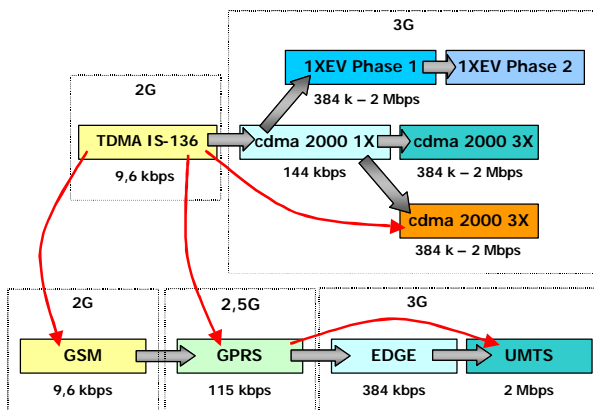 3G
1XEV Phase 1
1XEV Phase 2
384 k – 2 Mbps
2G
TDMA IS-136
cdma 2000 1X
cdma 2000 3X
9,6 kbps
144 kbps
384 k – 2 Mbps
cdma 2000 3X
384 k – 2 Mbps
2G
2,5G
3G
GSM
GPRS
EDGE
UMTS
9,6 kbps
115 kbps
384 kbps
2 Mbps